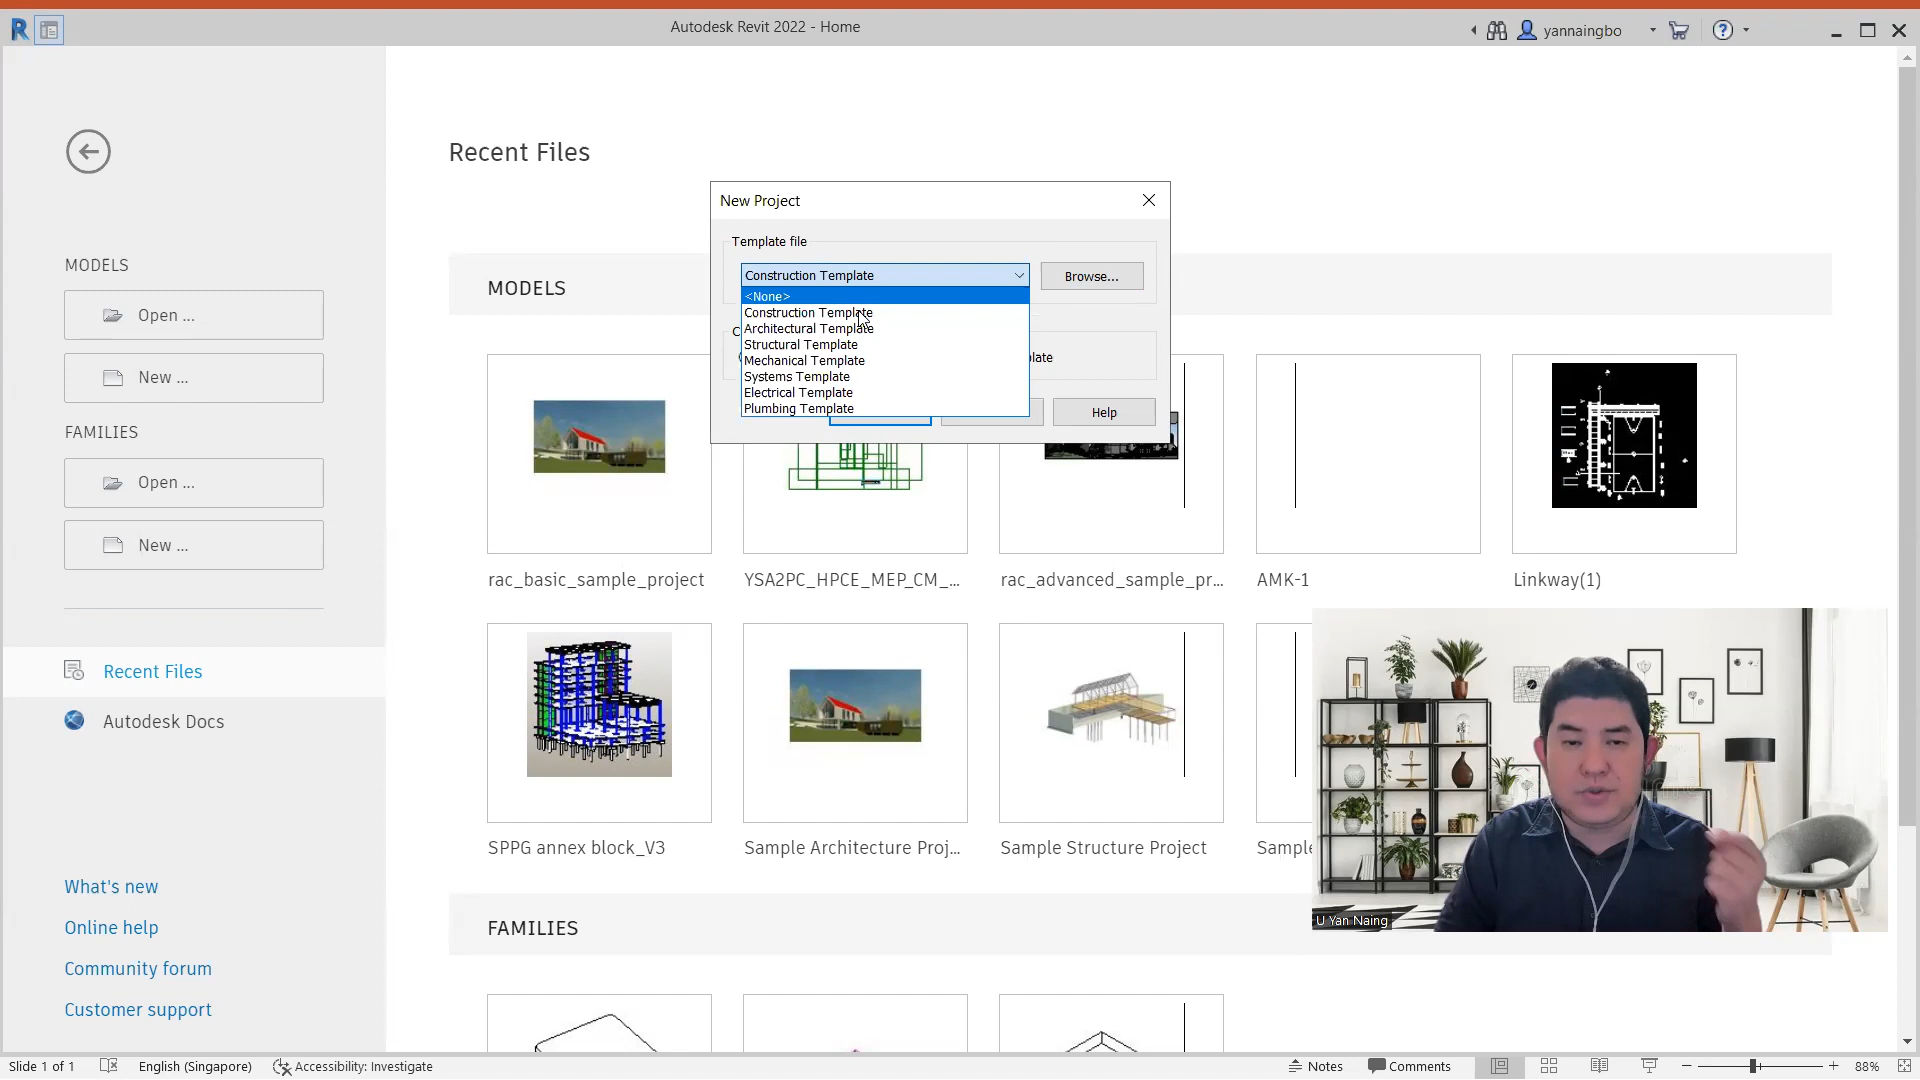 Autodesk Revit 2022 - Home
yannaingbo
Recent Files
New Project
Template file
Construction Template
Browse...
<None>
Construction Template
Architectural Template
Structural Template
Mechanical Template
Systems Template
Electrical Template
Plumbing Template
Help
MODELS
Open ...
New ...
FAMILIES
Open ...
New ...
Recent Files
Autodesk Docs
What's new
Online help
Community forum
Customer support
MODELS
rac_basic_sample_project
YSA2PC_HPCE_MEP_CM_...
rac_advanced_sample_pr...
AMK-1
Linkway(1)
SPPG annex block_V3
Sample Architecture Proj...
Sample Structure Project
FAMILIES
U Yan Naing
Slide 1 of 1
English (Singapore)
Accessibility: Investigate
Notes
Comments
88%